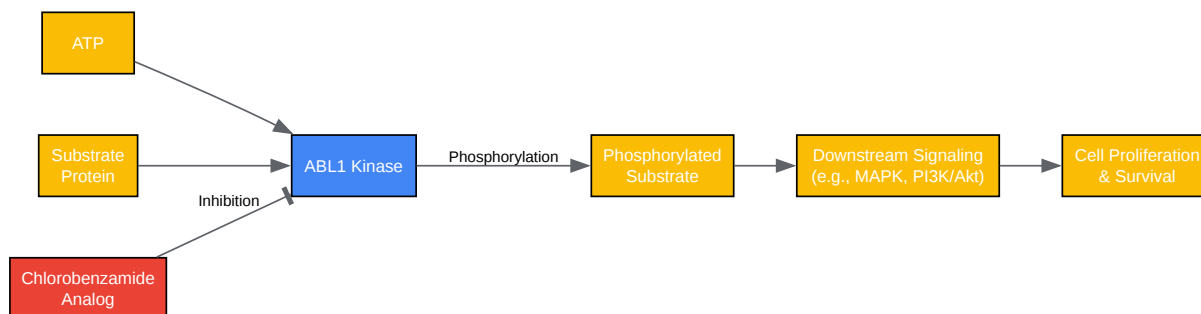 ATP
Substrate
Protein
Inhibition
Chlorobenzamide
Analog
ABL1 Kinase
Phosphorylation
Phosphorylated
Substrate
Downstream Signaling
(e.g., MAPK, PI3K/Akt)
Cell Proliferation
& Survival